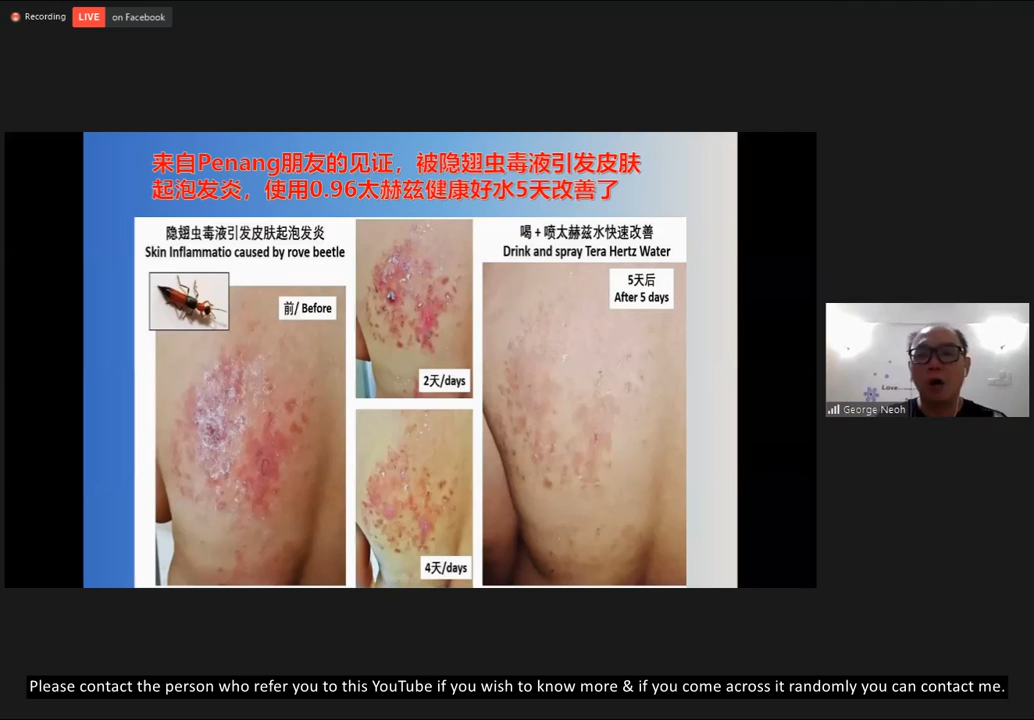 Recording
LIVE on Facebook
来自Penang朋友的见证，被隐翅虫毒液引发皮肤
起泡发炎，使用0.96太赫兹健康好水5天改善了
隐翅虫毒液引发皮肤起泡发炎
Skin Inflammatio caused by rove beetle
前/ Before
2天/days
4天/days
喝 + 喷太赫兹水快速改善
Drink and spray Tera Hertz Water
5天后
After 5 days
Love
George Neoh
Please contact the person who refer you to this YouTube if you wish to know more & if you come across it randomly you can contact me.